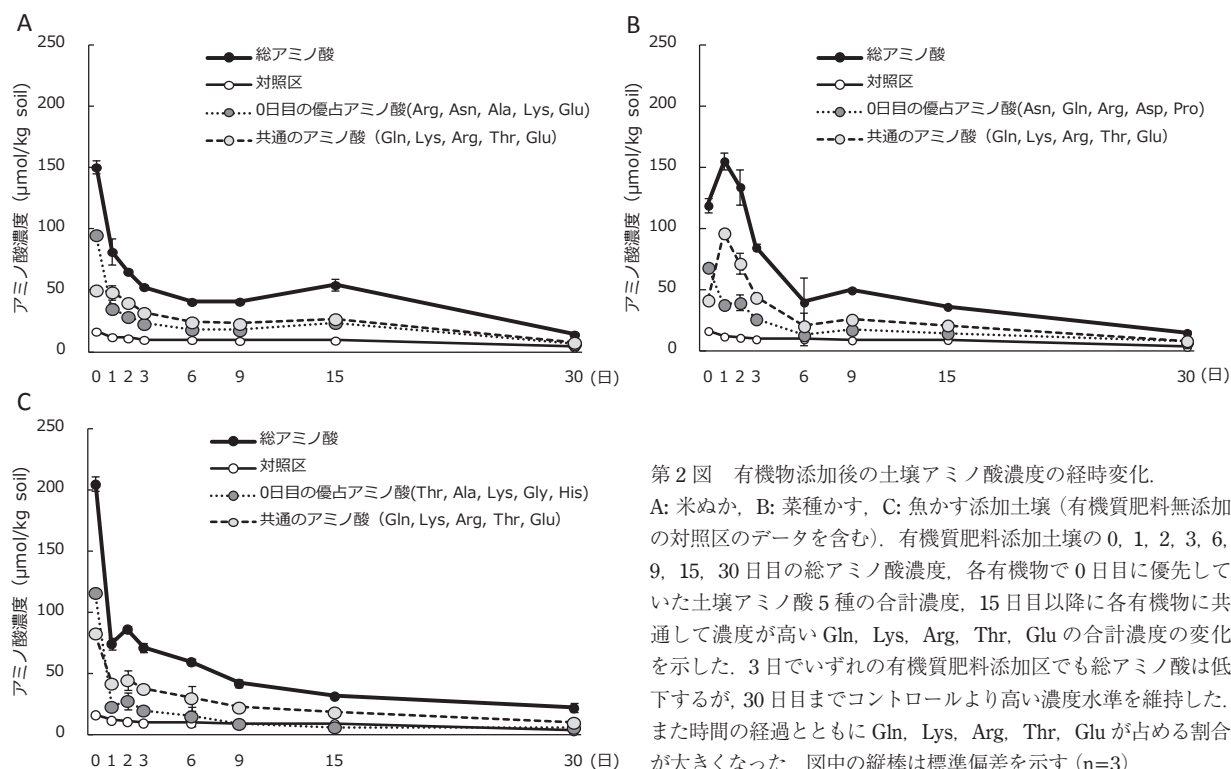 A
250
200
150
100
50
0
アミノ酸濃度 (μmol/kg soil)
総アミノ酸
対照区
0日目の優占アミノ酸(Arg, Asn, Ala, Lys, Glu)
共通のアミノ酸（Gln, Lys, Arg, Thr, Glu）
0 1 2 3 6 9 15 30 (日)
B
250
200
150
100
50
0
アミノ酸濃度 (μmol/kg soil)
総アミノ酸
対照区
0日目の優占アミノ酸(Asn, Gln, Arg, Asp, Pro)
共通のアミノ酸（Gln, Lys, Arg, Thr, Glu）
0 1 2 3 6 9 15 30 (日)
C
250
200
150
100
50
0
アミノ酸濃度 (μmol/kg soil)
総アミノ酸
対照区
0日目の優占アミノ酸(Thr, Ala, Lys, Gly, His)
共通のアミノ酸（Gln, Lys, Arg, Thr, Glu）
0 1 2 3 6 9 15 30 (日)
第2図　有機物添加後の土壌アミノ酸濃度の経時変化.
A: 米ぬか, B: 菜種かす, C: 魚かす添加土壌（有機質肥料無添加
の対照区のデータを含む）. 有機質肥料添加土壌の 0, 1, 2, 3, 6,
9, 15, 30 日目の総アミノ酸濃度, 各有機物で 0 日目に優先して
いた土壌アミノ酸 5 種の合計濃度, 15 日目以降に各有機物に共
通して濃度が高い Gln, Lys, Arg, Thr, Glu の合計濃度の変化
を示した. 3 日でいずれの有機質肥料添加区でも総アミノ酸は低
下するが, 30 日目までコントロールより高い濃度水準を維持した.
また時間の経過とともに Gln, Lys, Arg, Thr, Glu が占める割合
が大きくなった. 図中の縦棒は標準偏差を示す (n=3)